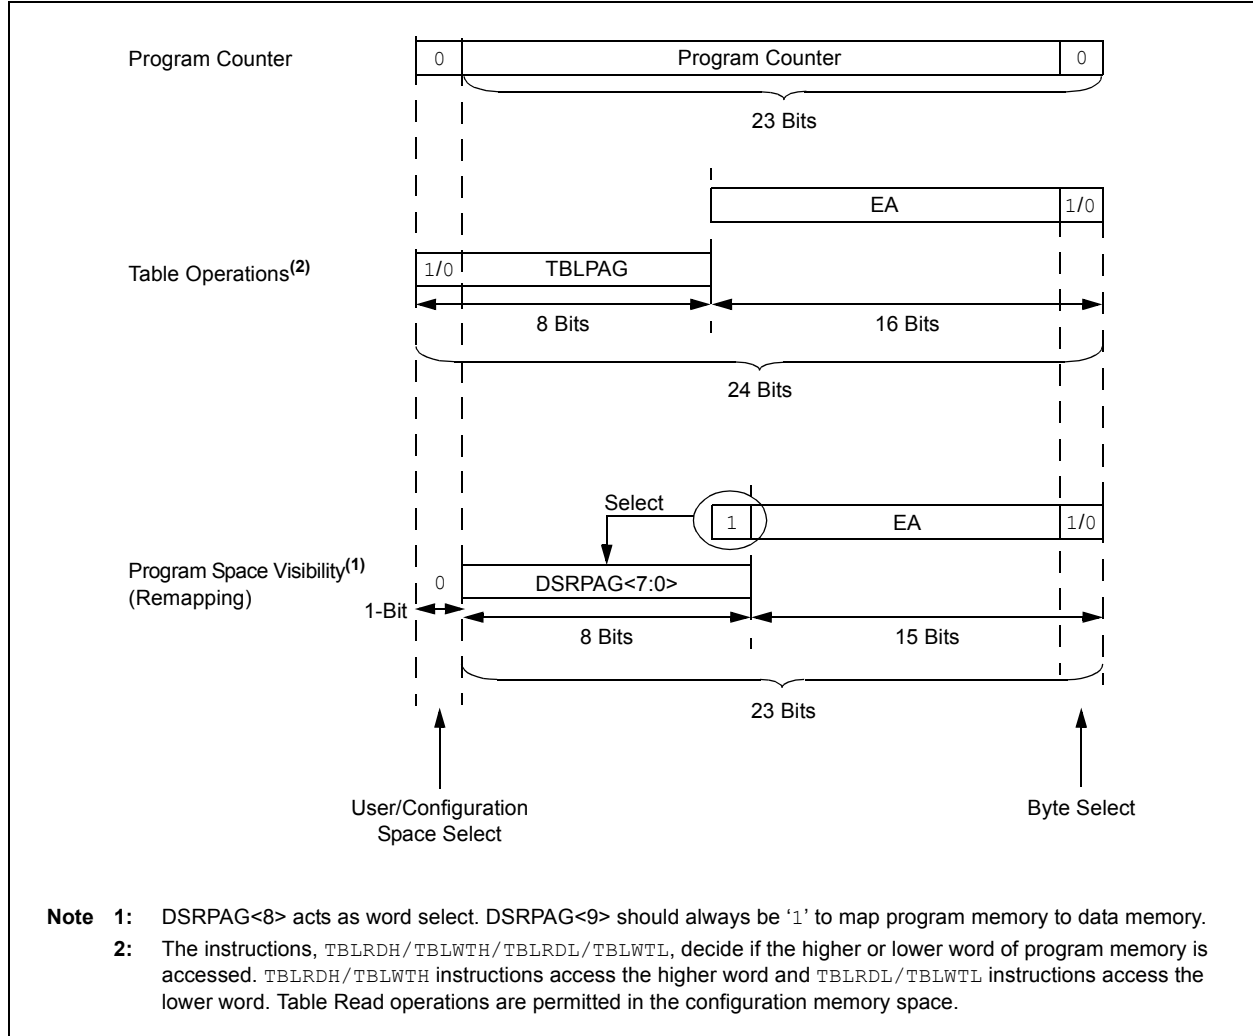 Program Counter 0 Program Counter 0
23 Bits
EA 1/0
Table Operations(2) 1/0 TBLPAG
8 Bits 16 Bits
24 Bits
Select
1 EA 1/0
Program Space Visibility(1) 0 DSRPAG<7:0>
(Remapping)
1-Bit
8 Bits 15 Bits
23 Bits
User/Configuration Byte Select
Space Select
Note 1: DSRPAG<8> acts as word select. DSRPAG<9> should always be ‘1’ to map program memory to data memory.
2: The instructions, TBLRDH/TBLWTH/TBLRDL/TBLWTL, decide if the higher or lower word of program memory is
accessed. TBLRDH/TBLWTH instructions access the higher word and TBLRDL/TBLWTL instructions access the
lower word. Table Read operations are permitted in the configuration memory space.